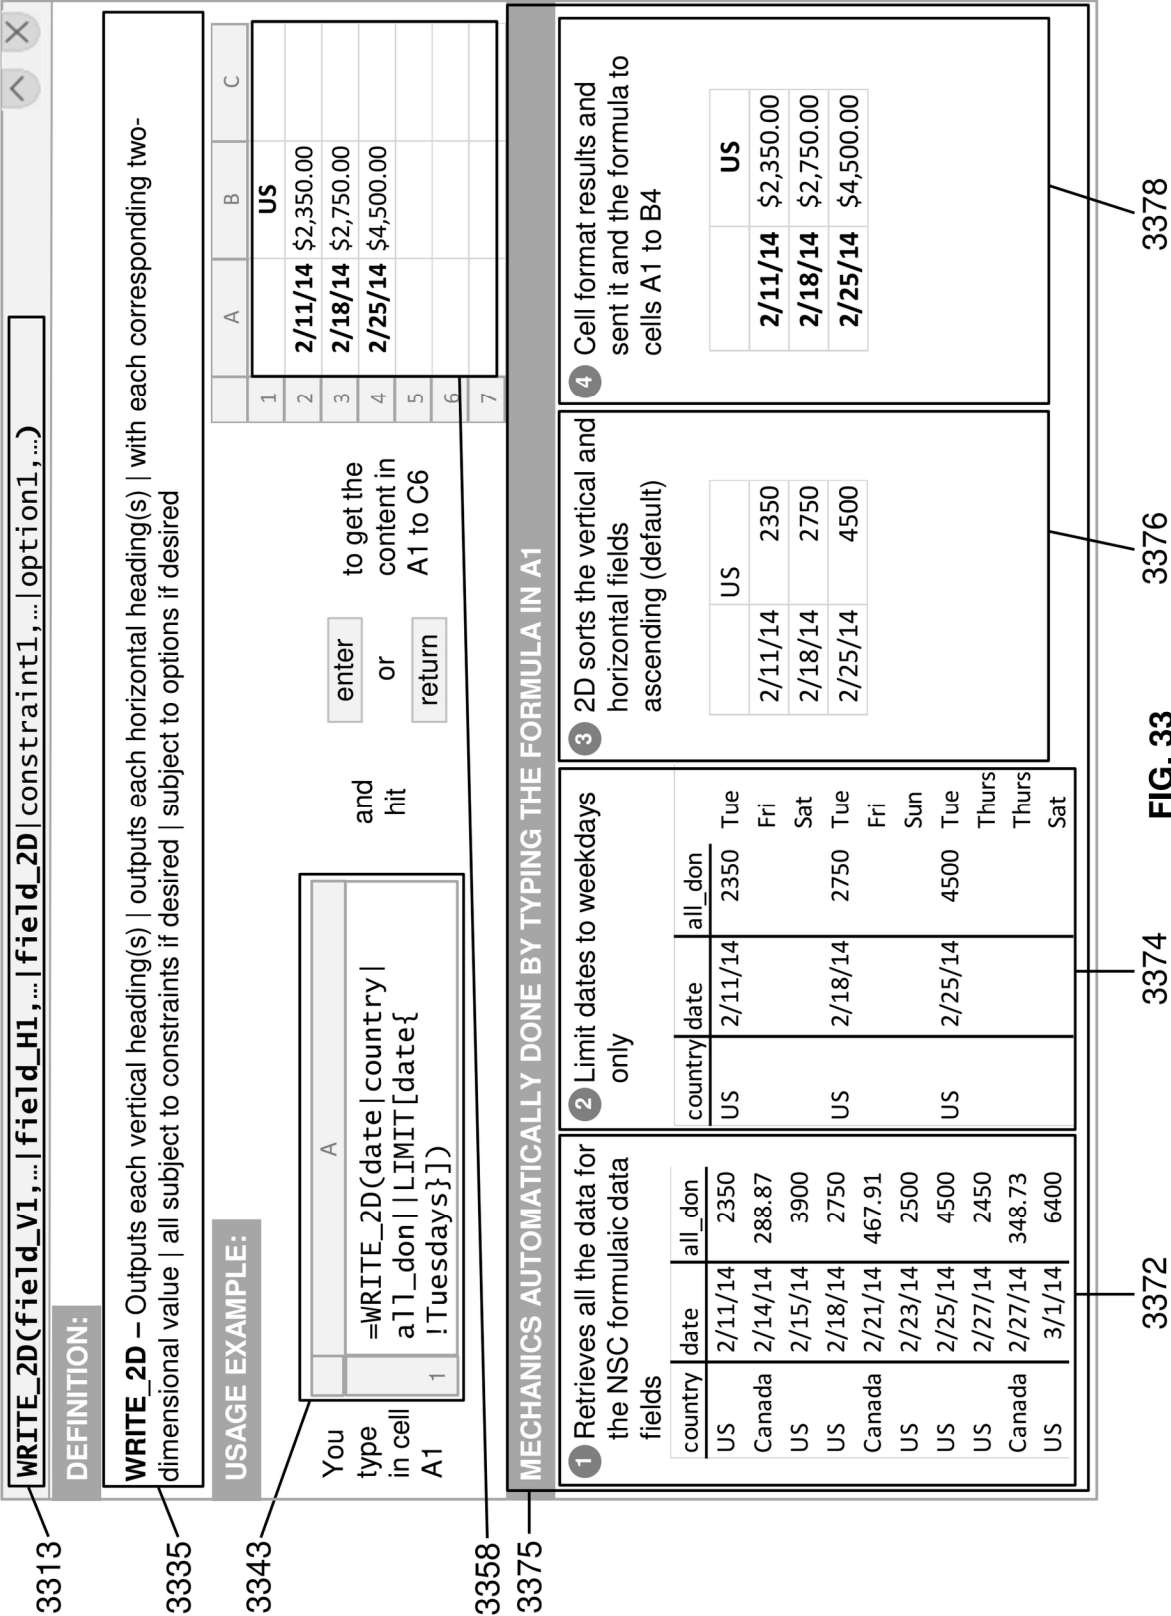 WRITE_2D(field_V1,…|field_H1,…|field_2D|constraint1,…|option1,…)
DEFINITION:
WRITE_2D – Outputs each vertical heading(s) | outputs each horizontal heading(s) | with each corresponding two-
dimensional value | all subject to constraints if desired | subject to options if desired
USAGE EXAMPLE:
You
type
in cell
A1
A
1
=WRITE_2D(date|country|
all_don||LIMIT[date{
!Tuesdays}])
and
hit
enter
or
return
to get the
content in
A1 to C6
A B C
1 US
2 2/11/14 $2,350.00
3 2/18/14 $2,750.00
4 2/25/14 $4,500.00
5
6
7
MECHANICS AUTOMATICALLY DONE BY TYPING THE FORMULA IN A1
1 Retrieves all the data for
the NSC formulaic data
fields
country date all_don
US 2/11/14 2350
Canada 2/14/14 288.87
US 2/15/14 3900
US 2/18/14 2750
Canada 2/21/14 467.91
US 2/23/14 2500
US 2/25/14 4500
US 2/27/14 2450
Canada 2/27/14 348.73
US 3/1/14 6400
2 Limit dates to weekdays
only
country date all_don
US 2/11/14 2350 Tue
Fri
Sat
US 2/18/14 2750 Tue
Fri
Sun
US 2/25/14 4500 Tue
Thurs
Thurs
Sat
3 2D sorts the vertical and
horizontal fields
ascending (default)
US
2/11/14 2350
2/18/14 2750
2/25/14 4500
4 Cell format results and
sent it and the formula to
cells A1 to B4
US
2/11/14 $2,350.00
2/18/14 $2,750.00
2/25/14 $4,500.00
3313
3335
3343
3358
3375
3372
3374
3376
3378
FIG. 33